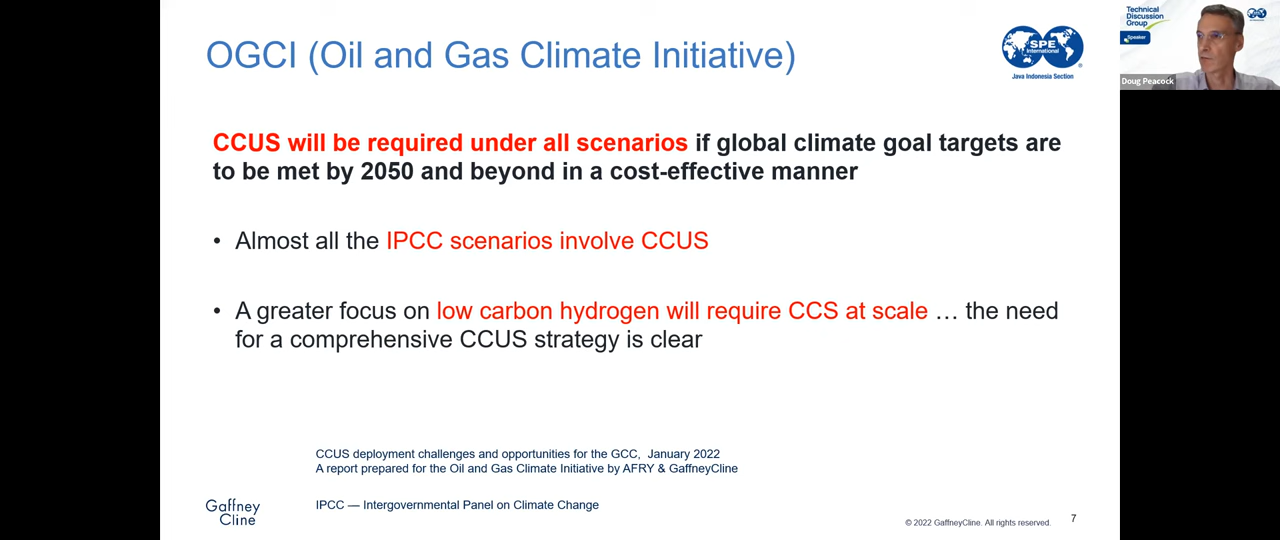 OGCI (Oil and Gas Climate Initiative)
SPE
International
Java Indonesia Section
Technical
Discussion
Group
Speaker
Doug Peacock
CCUS will be required under all scenarios if global climate goal targets are
to be met by 2050 and beyond in a cost-effective manner
• Almost all the IPCC scenarios involve CCUS
• A greater focus on low carbon hydrogen will require CCS at scale … the need
for a comprehensive CCUS strategy is clear
CCUS deployment challenges and opportunities for the GCC, January 2022
A report prepared for the Oil and Gas Climate Initiative by AFRY & GaffneyCline
IPCC — Intergovernmental Panel on Climate Change
Gaffney
Cline
© 2022 GaffneyCline. All rights reserved.
7